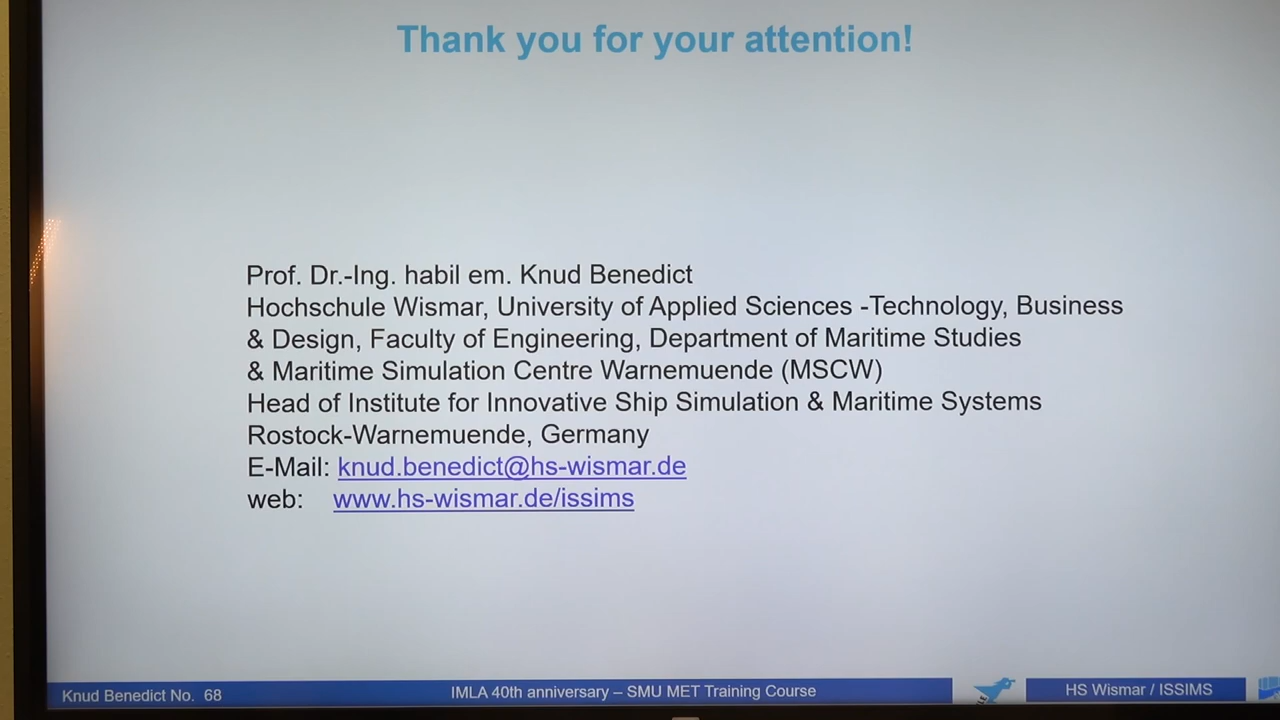 Thank you for your attention!
Prof. Dr.-Ing. habil em. Knud Benedict
Hochschule Wismar, University of Applied Sciences -Technology, Business
& Design, Faculty of Engineering, Department of Maritime Studies
& Maritime Simulation Centre Warnemuende (MSCW)
Head of Institute for Innovative Ship Simulation & Maritime Systems
Rostock-Warnemuende, Germany
E-Mail: knud.benedict@hs-wismar.de
web: www.hs-wismar.de/issims
Knud Benedict No. 68
IMLA 40th anniversary – SMU MET Training Course
HS Wismar / ISSIMS